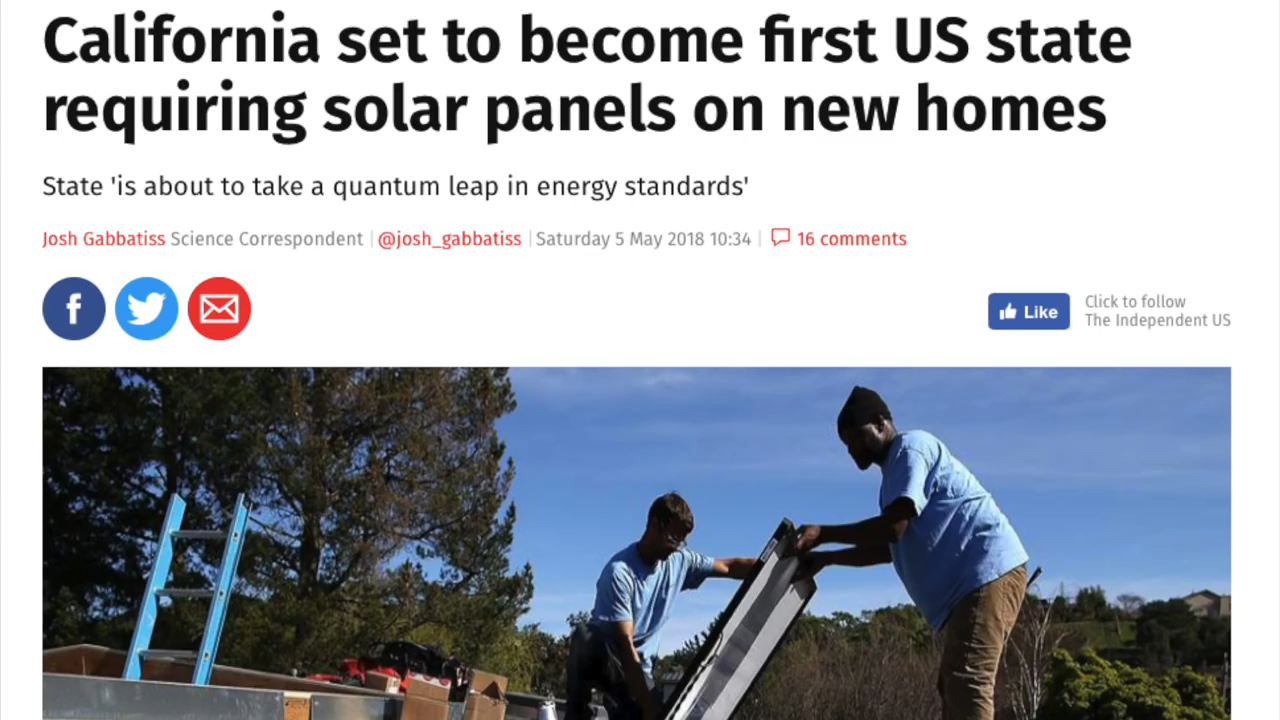 California set to become first US state
requiring solar panels on new homes
State 'is about to take a quantum leap in energy standards'
Josh Gabbatiss Science Correspondent | @josh_gabbatiss | Saturday 5 May 2018 10:34 | 16 comments
f
Like
Click to follow
The Independent US